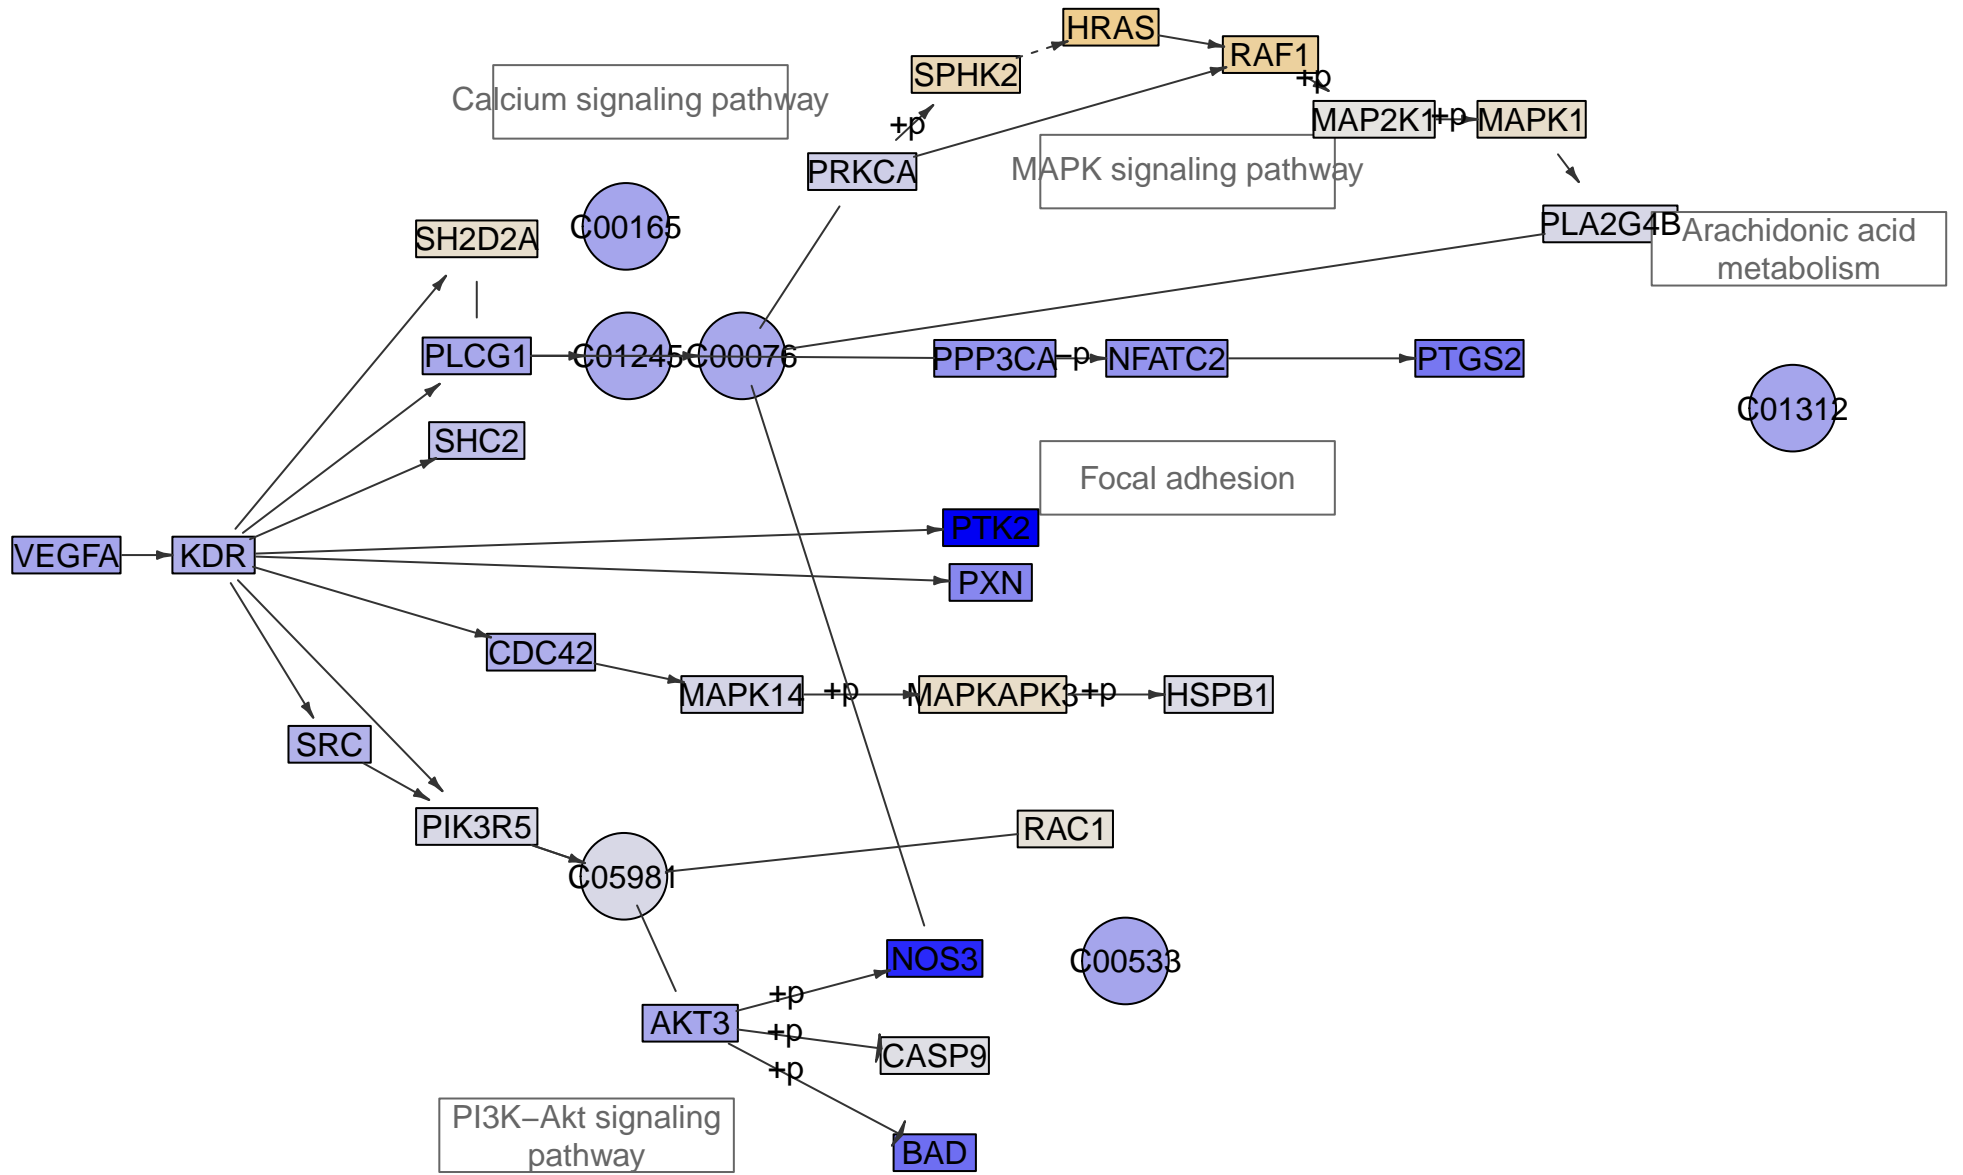 HRAS
RAF1
+p
SPHK2
Calcium signaling pathway
+p
MAP2K1
+p
MAPK1
PRKCA
MAPK signaling pathway
C00165
SH2D2A
PLA2G4B
Arachidonic acid
metabolism
PLCG1
C01245
C00076
PPP3CA
−p
NFATC2
PTGS2
C01312
SHC2
Focal adhesion
PTK2
VEGFA
KDR
PXN
CDC42
MAPK14
+p
MAPKAPK3
+p
HSPB1
SRC
PIK3R5
RAC1
C05981
NOS3
C00533
+p
AKT3
+p
CASP9
+p
PI3K−Akt signaling
pathway
BAD